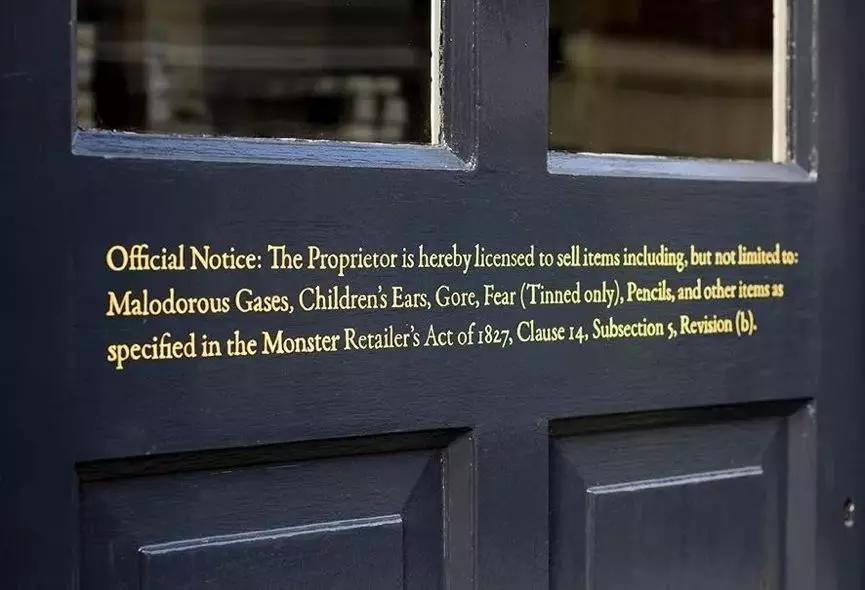 Official Notice: The Proprietor is hereby licensed to sell items including, but not limited to:
Malodorous Gases, Children's Ears, Gore, Fear (Tinned only), Pencils, and other items as
specified in the Monster Retailer's Act of 1827, Clause 14, Subsection 5, Revision (b).